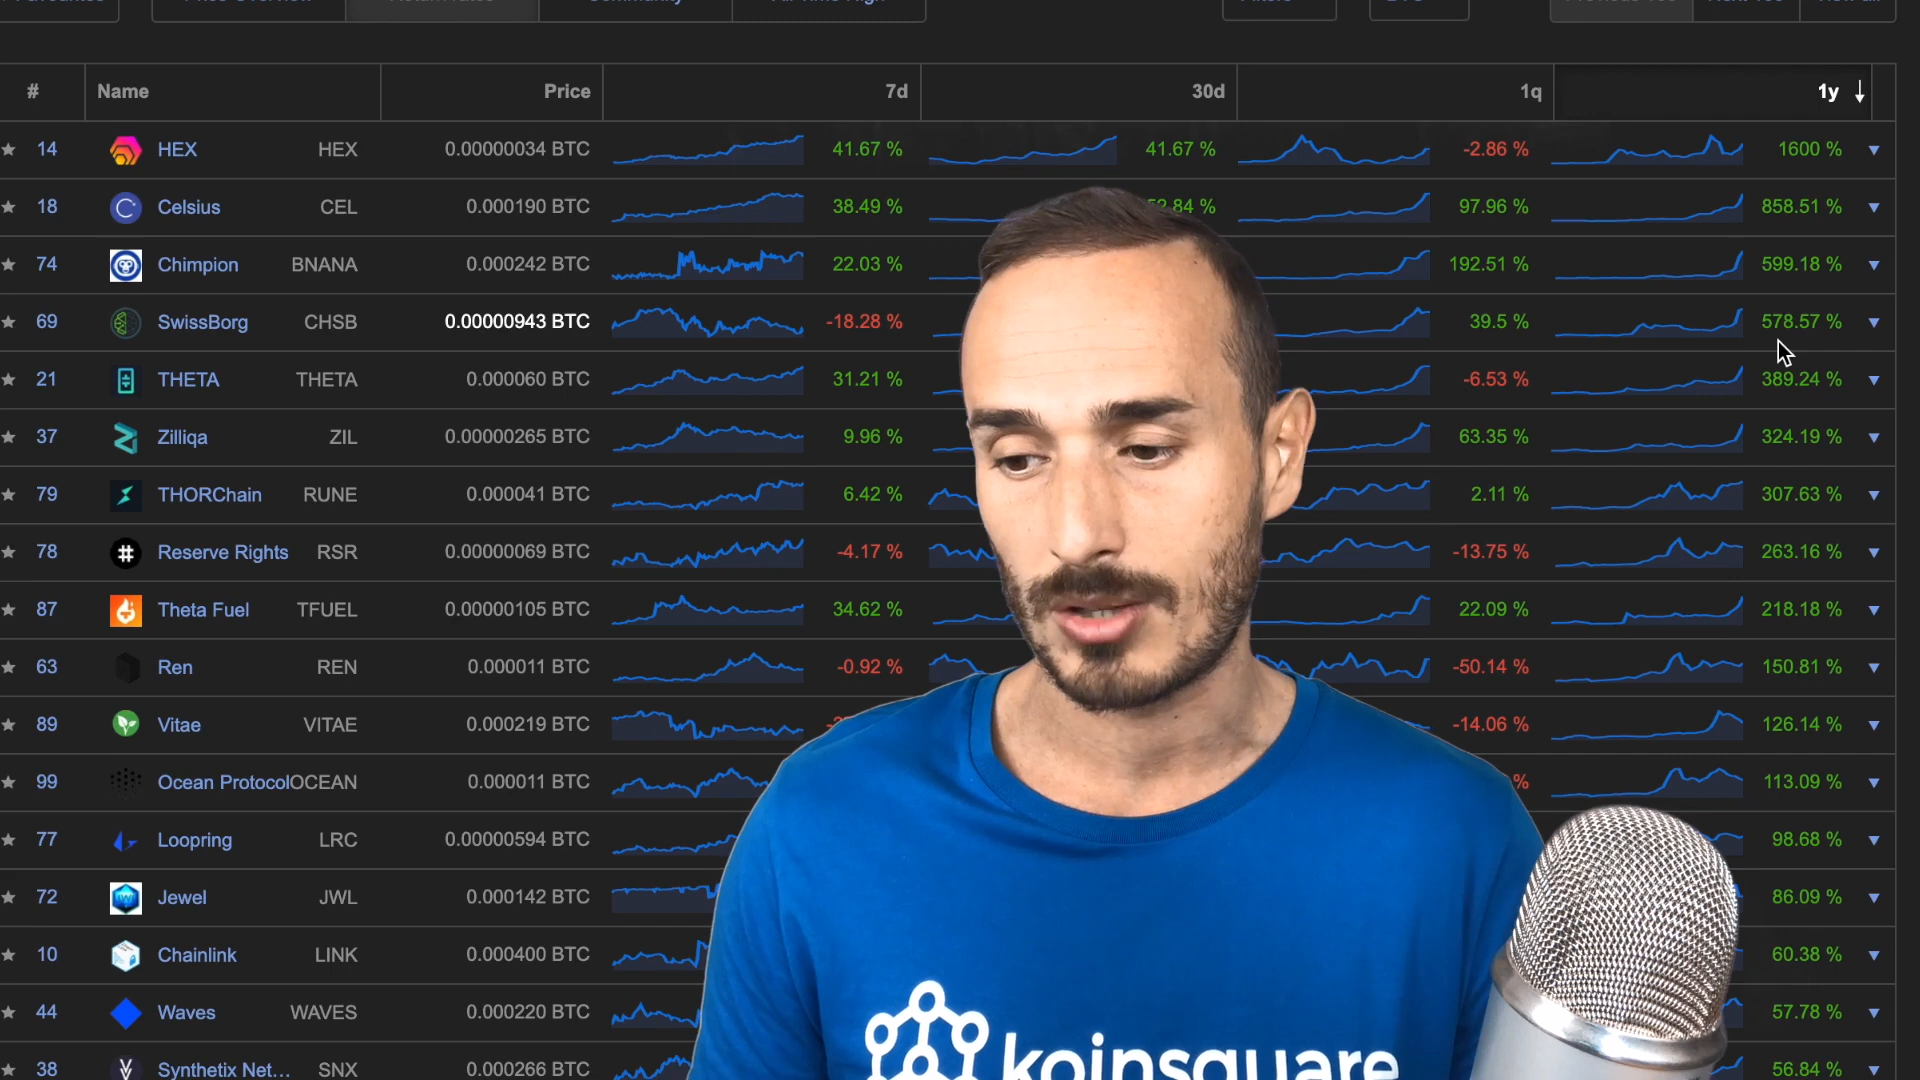 # Name Price 7d 30d 1q 1y ↓
14 HEX HEX 0.00000034 BTC 41.67 % 41.67 % -2.86 % 1600 %
18 Celsius CEL 0.000190 BTC 38.49 % 97.96 % 858.51 %
74 Chimpion BNANA 0.000242 BTC 22.03 % 192.51 % 599.18 %
69 SwissBorg CHSB 0.00000943 BTC -18.28 % 39.5 % 578.57 %
21 THETA THETA 0.000060 BTC 31.21 % -6.53 % 389.24 %
37 Zilliqa ZIL 0.00000265 BTC 9.96 % 63.35 % 324.19 %
79 THORChain RUNE 0.000041 BTC 6.42 % 2.11 % 307.63 %
78 Reserve Rights RSR 0.00000069 BTC -4.17 % -13.75 % 263.16 %
87 Theta Fuel TFUEL 0.00000105 BTC 34.62 % 22.09 % 218.18 %
63 Ren REN 0.000011 BTC -0.92 % -50.14 % 150.81 %
89 Vitae VITAE 0.000219 BTC -14.06 % 126.14 %
99 Ocean Protocol OCEAN 0.000011 BTC % 113.09 %
77 Loopring LRC 0.00000594 BTC 98.68 %
72 Jewel JWL 0.000142 BTC 86.09 %
10 Chainlink LINK 0.000400 BTC 60.38 %
44 Waves WAVES 0.000220 BTC 57.78 %
38 Synthetix Net... SNX 0.000266 BTC 56.84 %
koinsquare